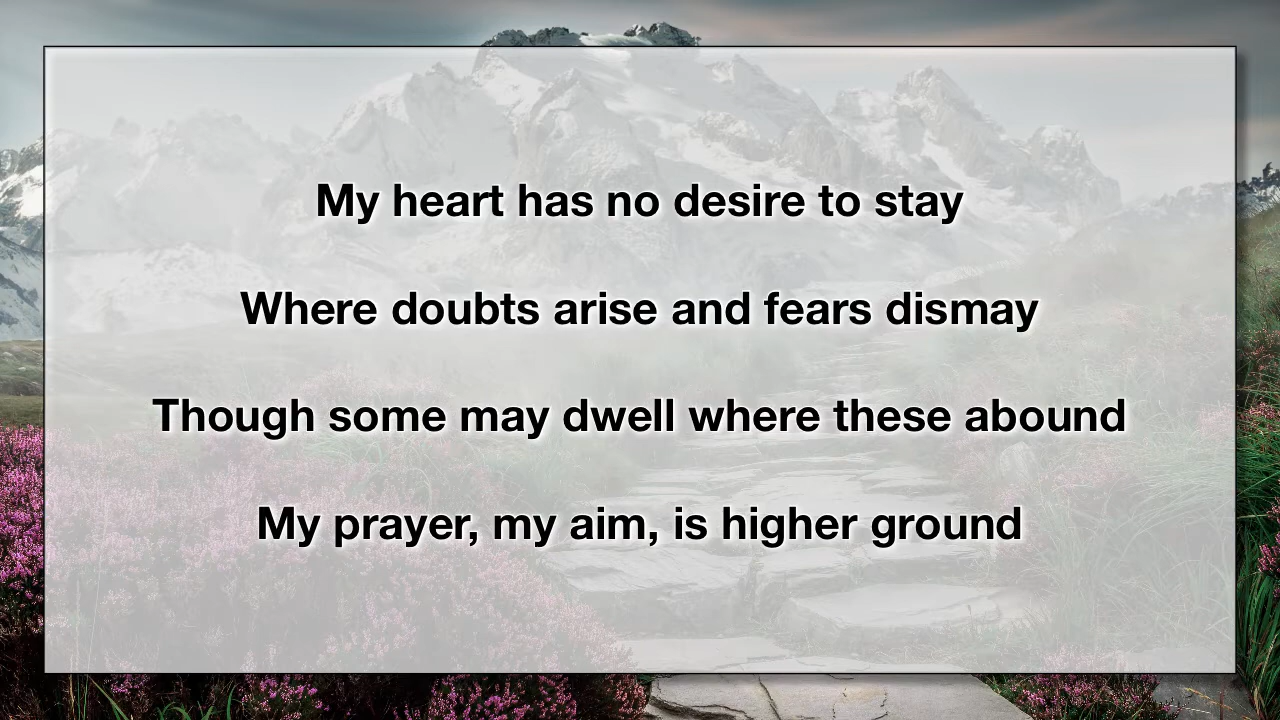 My heart has no desire to stay
Where doubts arise and fears dismay
Though some may dwell where these abound
My prayer, my aim, is higher ground